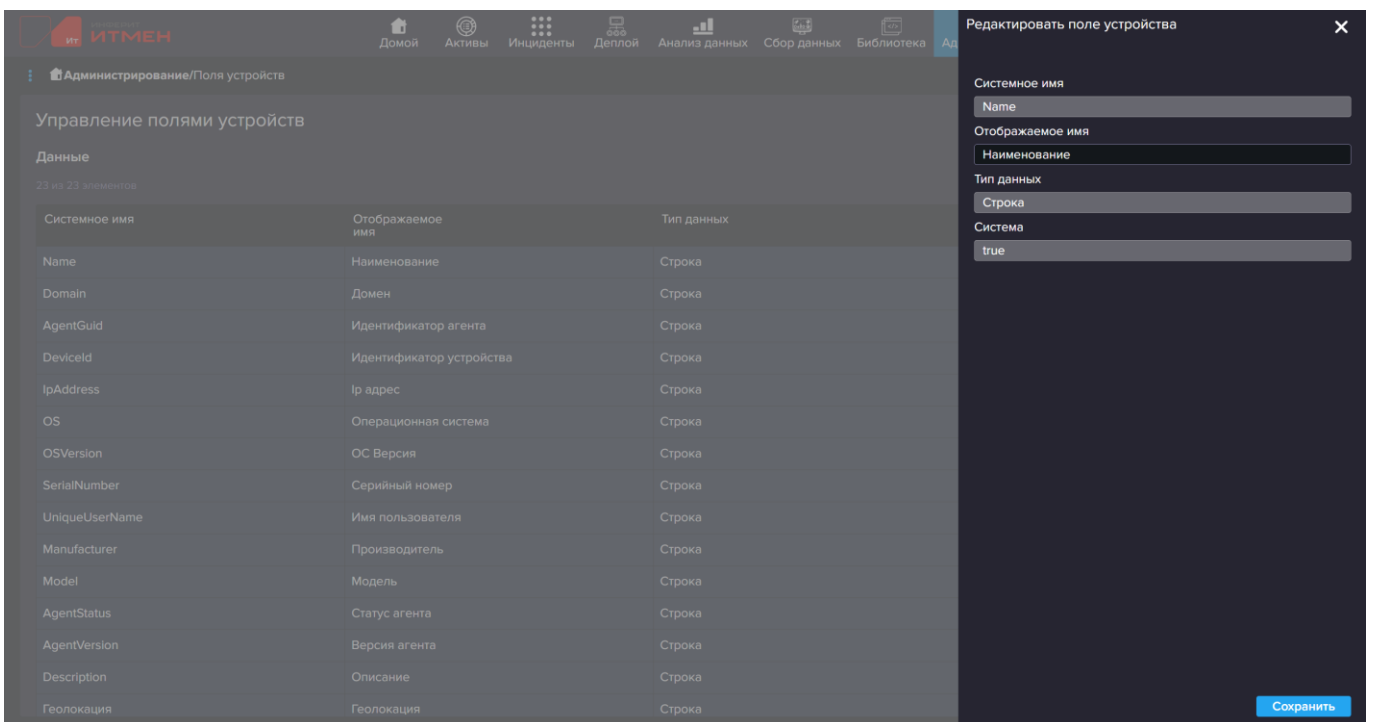 ИТМЕН
Ит
Домой
Активы
Инциденты
Деплой
Анализ данных
Сбор данных
Библиотека
Ад
Администрирование/Поля устройств
Управление полями устройств
Данные
23 из 23 элементов
Системное имя Отображаемое имя Тип данных
Name Наименование Строка
Domain Домен Строка
AgentGuid Идентификатор агента Строка
DeviceId Идентификатор устройства Строка
IpAddress Ip адрес Строка
OS Операционная система Строка
OSVersion ОС Версия Строка
SerialNumber Серийный номер Строка
UniqueUserName Имя пользователя Строка
Manufacturer Производитель Строка
Model Модель Строка
AgentStatus Статус агента Строка
AgentVersion Версия агента Строка
Description Описание Строка
Геолокация Геолокация Строка
Редактировать поле устройства
Системное имя
Name
Отображаемое имя
Наименование
Тип данных
Строка
Система
true
Сохранить